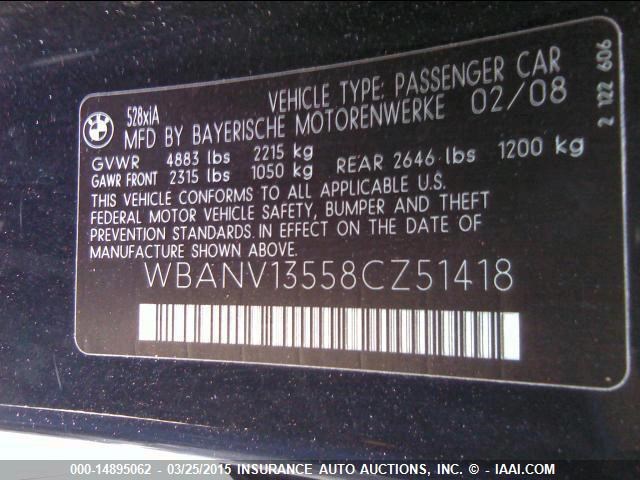 BMW
528xiA
VEHICLE TYPE: PASSENGER CAR
MFD BY BAYERISCHE MOTORENWERKE 02/08
GVWR 4883 lbs 2215 kg
GAWR FRONT 2315 lbs 1050 kg REAR 2646 lbs 1200 kg
THIS VEHICLE CONFORMS TO ALL APPLICABLE U.S.
FEDERAL MOTOR VEHICLE SAFETY, BUMPER AND THEFT
PREVENTION STANDARDS IN EFFECT ON THE DATE OF
MANUFACTURE SHOWN ABOVE.
WBANV13558CZ51418
2 122 606
000-14895062 - 03/25/2015 INSURANCE AUTO AUCTIONS, INC. - © IAAI.COM